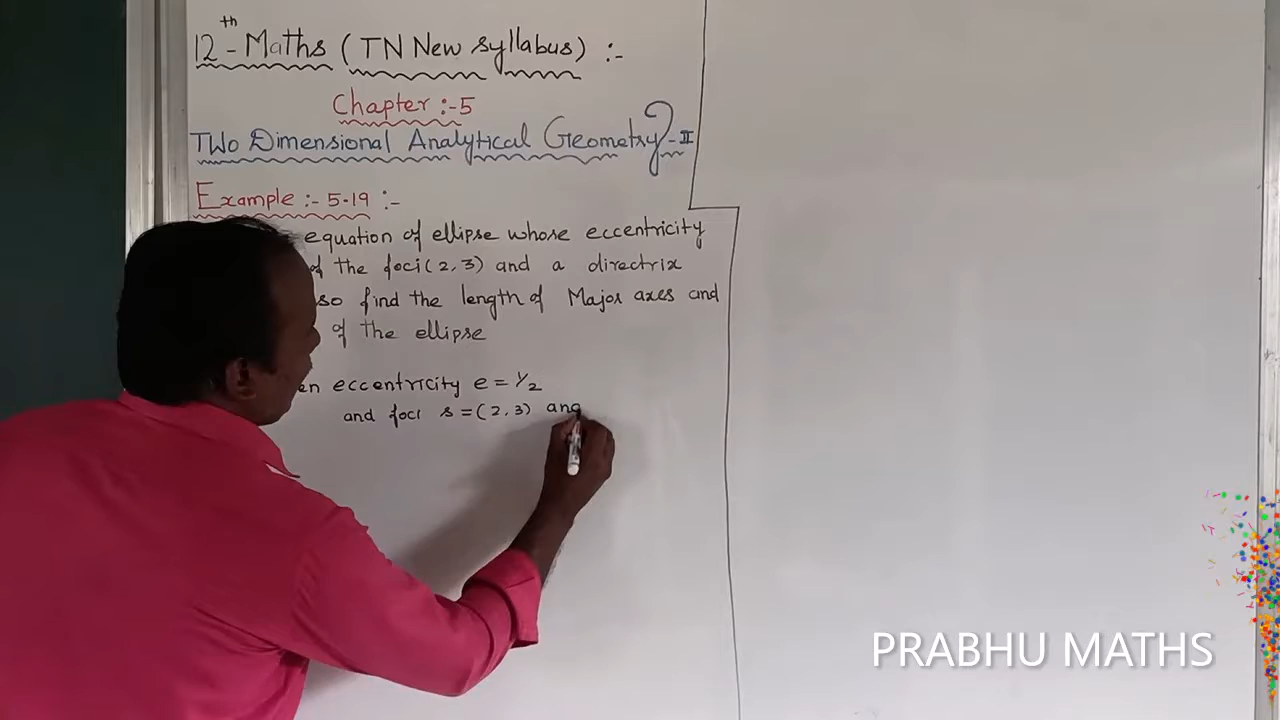 12th - Maths (TN New syllabus) :-
Chapter :- 5
Two Dimensional Analytical Geometry - II
Example :- 5.19 :-
equation of ellipse whose eccentricity
of the foci (2, 3) and a directrix
so find the length of Major axes and
of the ellipse
en eccentricity e = 1/2
and foci s = (2, 3) and
PRABHU MATHS